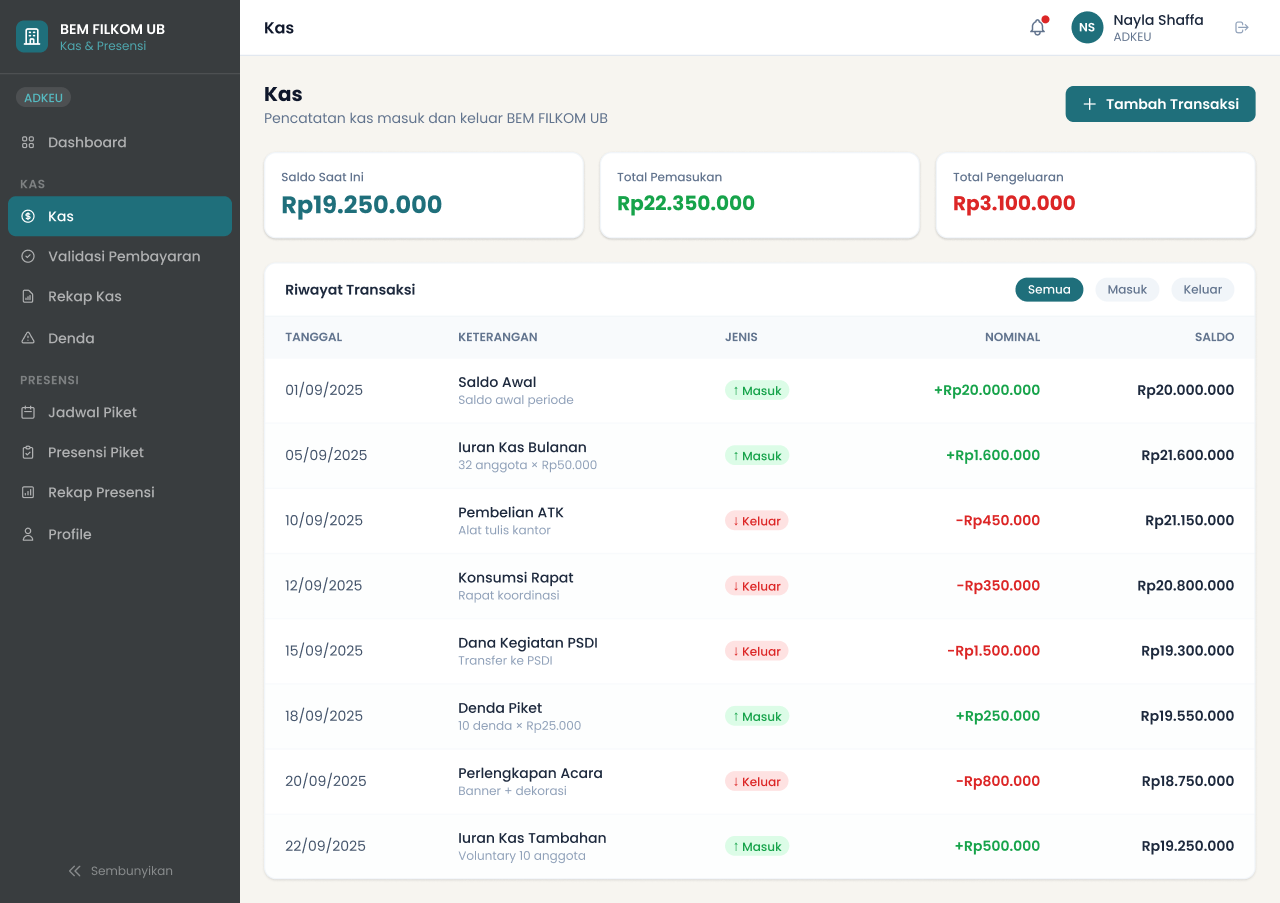 BEM FILKOM UB
Kas & Presensi
ADKEU
Dashboard
KAS
Kas
Validasi Pembayaran
Rekap Kas
Denda
PRESENSI
Jadwal Piket
Presensi Piket
Rekap Presensi
Profile
Sembunyikan
Kas
NS
Nayla Shaffa
ADKEU
Kas
Pencatatan kas masuk dan keluar BEM FILKOM UB
+ Tambah Transaksi
Saldo Saat Ini
Rp19.250.000
Total Pemasukan
Rp22.350.000
Total Pengeluaran
Rp3.100.000
Riwayat Transaksi
Semua Masuk Keluar
TANGGAL KETERANGAN JENIS NOMINAL SALDO
01/09/2025 Saldo Awal ↑ Masuk +Rp20.000.000 Rp20.000.000
Saldo awal periode
05/09/2025 Iuran Kas Bulanan ↑ Masuk +Rp1.600.000 Rp21.600.000
32 anggota × Rp50.000
10/09/2025 Pembelian ATK ↓ Keluar -Rp450.000 Rp21.150.000
Alat tulis kantor
12/09/2025 Konsumsi Rapat ↓ Keluar -Rp350.000 Rp20.800.000
Rapat koordinasi
15/09/2025 Dana Kegiatan PSDI ↓ Keluar -Rp1.500.000 Rp19.300.000
Transfer ke PSDI
18/09/2025 Denda Piket ↑ Masuk +Rp250.000 Rp19.550.000
10 denda × Rp25.000
20/09/2025 Perlengkapan Acara ↓ Keluar -Rp800.000 Rp18.750.000
Banner + dekorasi
22/09/2025 Iuran Kas Tambahan ↑ Masuk +Rp500.000 Rp19.250.000
Voluntary 10 anggota